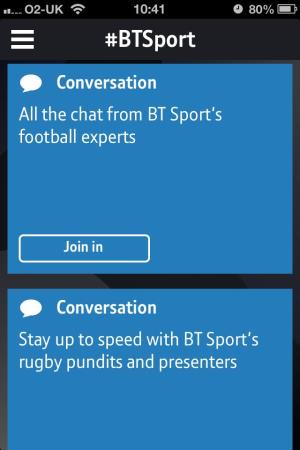 O2-UK 10:41 80%
#BTSport
Conversation
All the chat from BT Sport's
football experts
Join in
Conversation
Stay up to speed with BT Sport's
rugby pundits and presenters